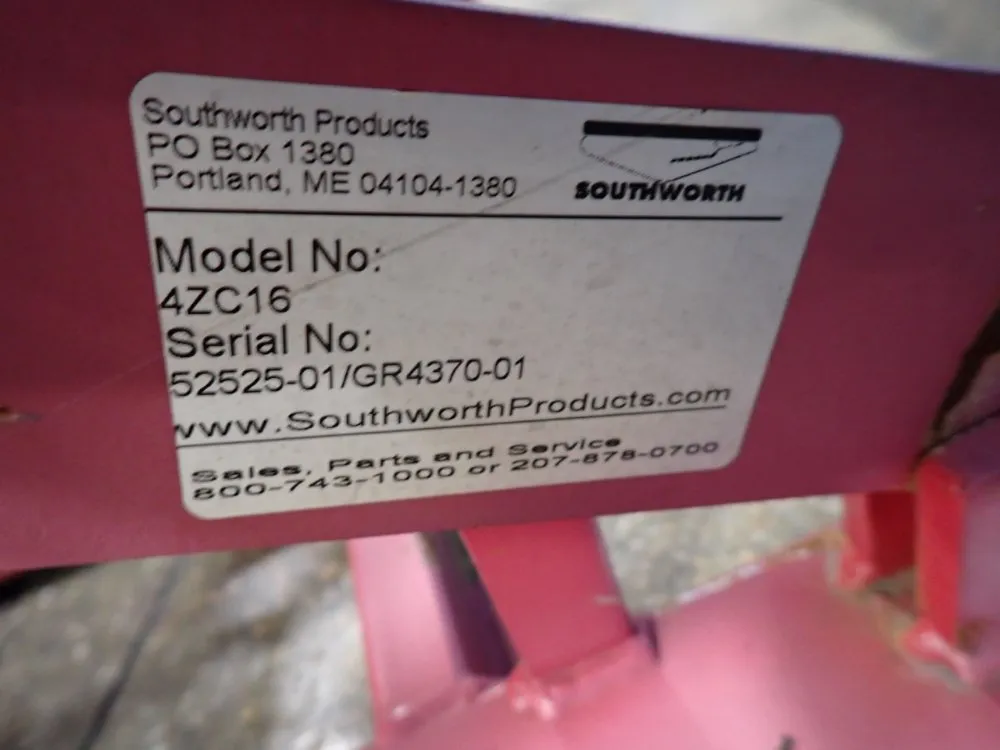 Southworth Products
PO Box 1380
Portland, ME 04104-1380
SOUTHWORTH
Model No:
4ZC16
Serial No:
52525-01/GR4370-01
www.SouthworthProducts.com
Sales, Parts and Service
800-743-1000 or 207-878-0700